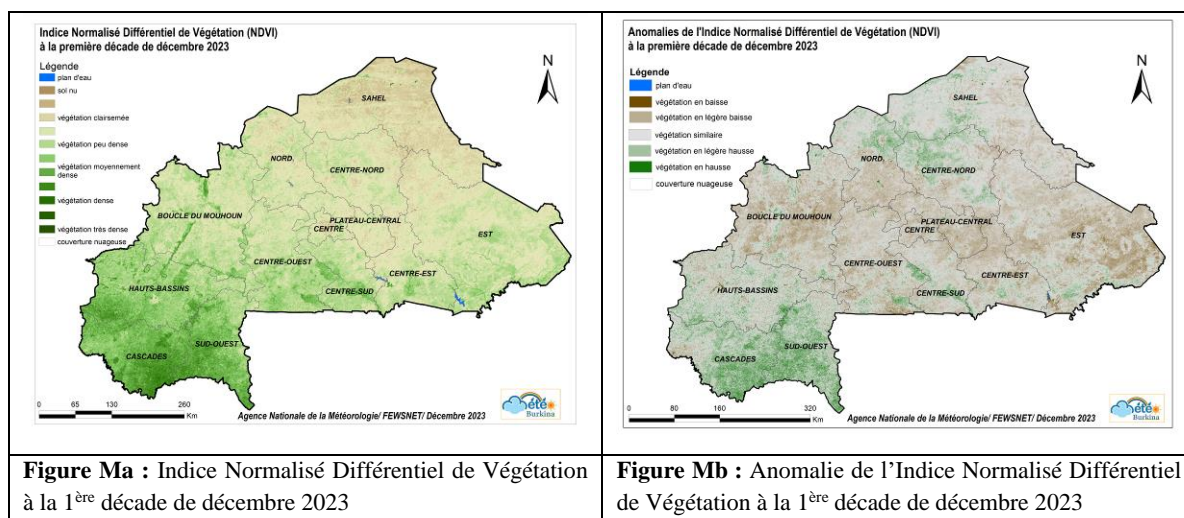 Indice Normalisé Différentiel de Végétation (NDVI)
à la première décade de décembre 2023
Légende
plan d'eau
sol nu
végétation clairsemée
végétation peu dense
végétation moyennement
dense
végétation dense
végétation très dense
couverture nuageuse
N
SAHEL
NORD
CENTRE-NORD
BOUCLE DU MOUHOUN
PLATEAU-CENTRAL
CENTRE
EST
CENTRE-OUEST
CENTRE-EST
HAUTS-BASSINS
CENTRE-SUD
SUD-OUEST
CASCADES
0 65 130 260
Km
Agence Nationale de la Météorologie/ FEWSNET/ Décembre 2023
été
Burkina
Anomalies de l'Indice Normalisé Différentiel de Végétation (NDVI)
à la première décade de décembre 2023
Légende
plan d'eau
végétation en baisse
végétation en légère baisse
végétation similaire
végétation en légère hausse
végétation en hausse
couverture nuageuse
N
SAHEL
NORD
CENTRE-NORD
BOUCLE DU MOUHOUN
PLATEAU-CENTRAL
CENTRE
EST
CENTRE-OUEST
CENTRE-EST
HAUTS-BASSINS
CENTRE-SUD
SUD-OUEST
CASCADES
0 80 160 320
Km
Agence Nationale de la Météorologie/ FEWSNET/ Décembre 2023
été
Burkina
Figure Ma : Indice Normalisé Différentiel de Végétation
à la 1ère décade de décembre 2023
Figure Mb : Anomalie de l'Indice Normalisé Différentiel
de Végétation à la 1ère décade de décembre 2023